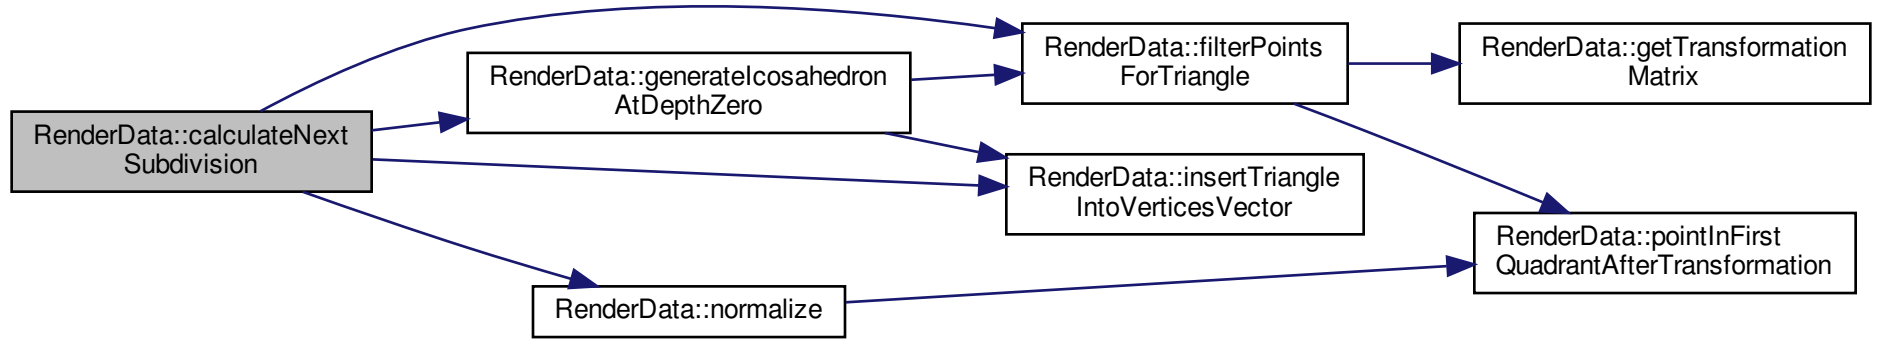 RenderData::calculateNext
Subdivision
RenderData::generateIcosahedron
AtDepthZero
RenderData::filterPoints
ForTriangle
RenderData::getTransformation
Matrix
RenderData::insertTriangle
IntoVerticesVector
RenderData::pointInFirst
QuadrantAfterTransformation
RenderData::normalize